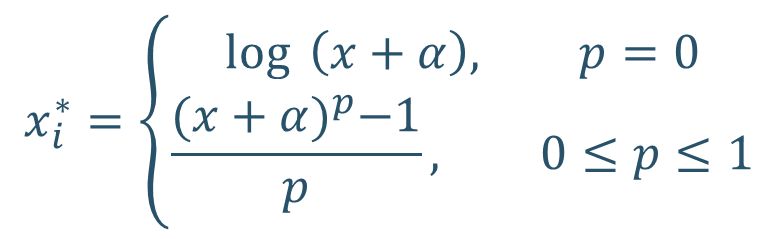 log (x + α), p = 0
x_i^* = { (x + α)^p − 1 / p, 0 ≤ p ≤ 1